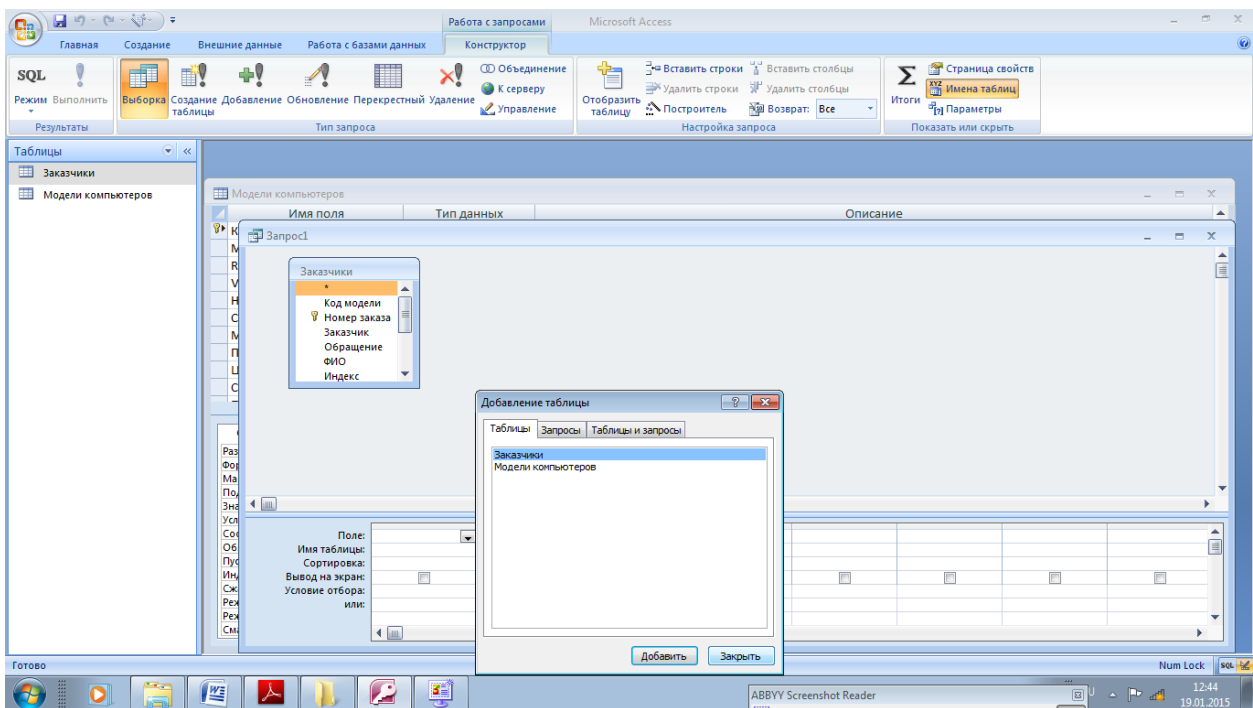 Работа с запросами
Microsoft Access
Главная Создание Внешние данные Работа с базами данных Конструктор
SQL
Режим Выполнить
Результаты
Выборка Создание таблицы Добавление Обновление Перекрестный Удаление
Объединение
К серверу
Управление
Тип запроса
Отобразить таблицу
Вставить строки
Удалить строки
Построитель
Вставить столбцы
Удалить столбцы
Возврат: Все
Настройка запроса
Σ
Итоги
Страница свойств
XYZ Имена таблиц
Параметры
Показать или скрыть
Таблицы
Заказчики
Модели компьютеров
Модели компьютеров
Имя поля Тип данных Описание
Запрос1
Заказчики
*
Код модели
Номер заказа
Заказчик
Обращение
ФИО
Индекс
Добавление таблицы
Таблицы Запросы Таблицы и запросы
Заказчики
Модели компьютеров
Добавить Закрыть
Поле:
Имя таблицы:
Сортировка:
Вывод на экран:
Условие отбора:
или:
Готово
Num Lock
SQL
ABBYY Screenshot Reader
12:44
19.01.2015